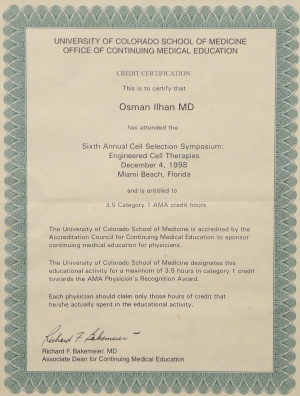 UNIVERSITY OF COLORADO SCHOOL OF MEDICINE
OFFICE OF CONTINUING MEDICAL EDUCATION
CREDIT CERTIFICATION
This is to certify that
Osman Ilhan MD
has attended the
Sixth Annual Cell Selection Symposium:
Engineered Cell Therapies
December 4, 1998
Miami Beach, Florida
and is entitled to
3.5 Category 1 AMA credit hours
The University of Colorado School of Medicine is accredited by the
Accreditation Council for Continuing Medical Education to sponsor
continuing medical education for physicians.
The University of Colorado School of Medicine designates this
educational activity for a maximum of 3.5 hours in category 1 credit
towards the AMA Physician's Recognition Award.
Each physician should claim only those hours of credit that
he/she actually spent in the educational activity.
Richard F. Bakemeier
Richard F. Bakemeier, MD
Associate Dean for Continuing Medical Education